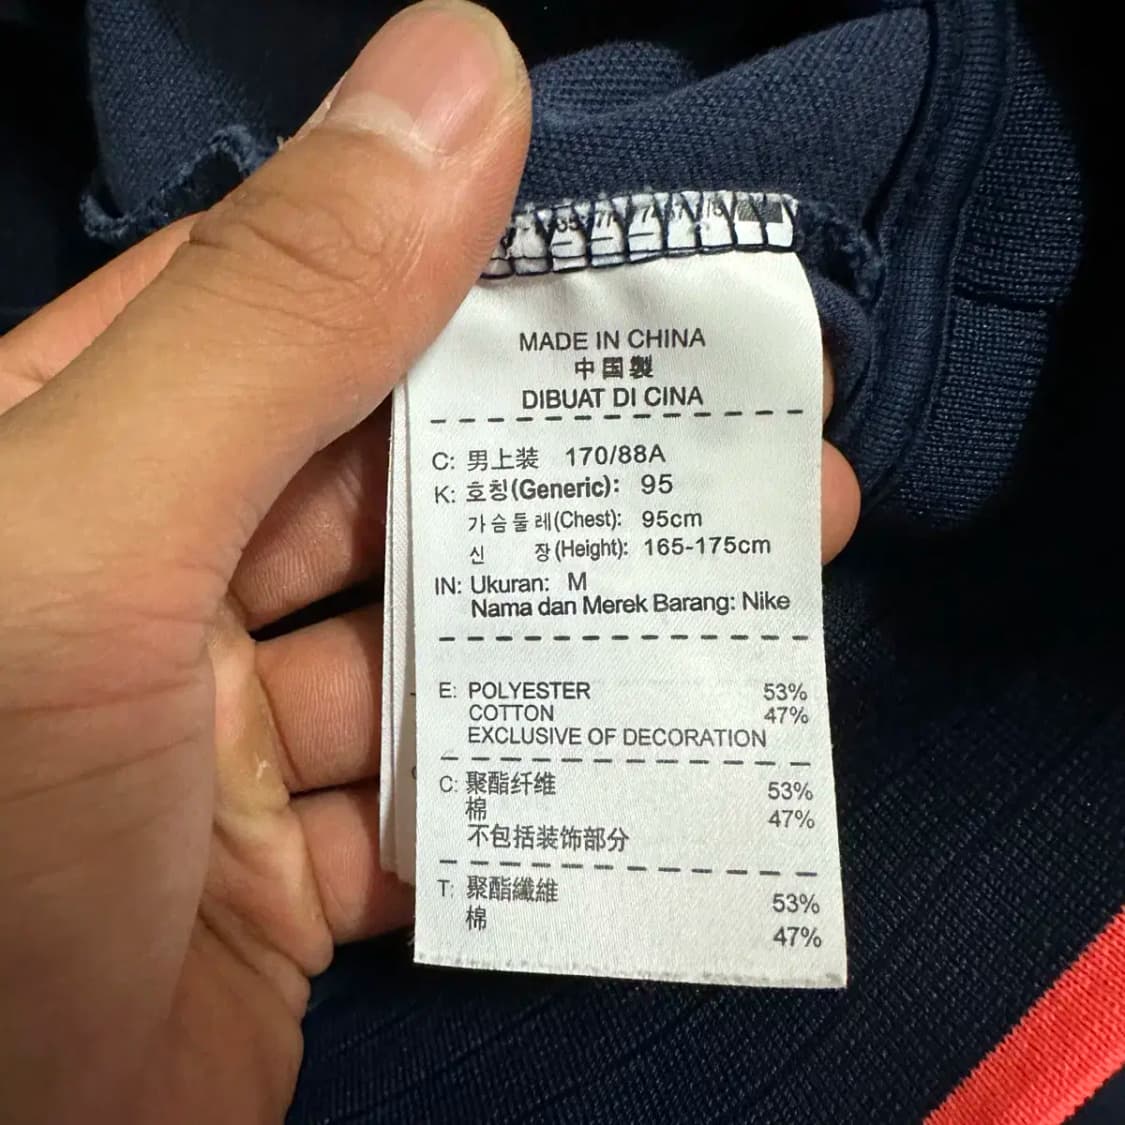 MADE IN CHINA
中国製
DIBUAT DI CINA
C: 男上装 170/88A
K: 호칭(Generic): 95
가슴둘레(Chest): 95cm
신 장(Height): 165-175cm
IN: Ukuran: M
Nama dan Merek Barang: Nike
E: POLYESTER 53%
COTTON 47%
EXCLUSIVE OF DECORATION
C: 聚酯纤维 53%
棉 47%
不包括装饰部分
T: 聚酯纖維 53%
棉 47%